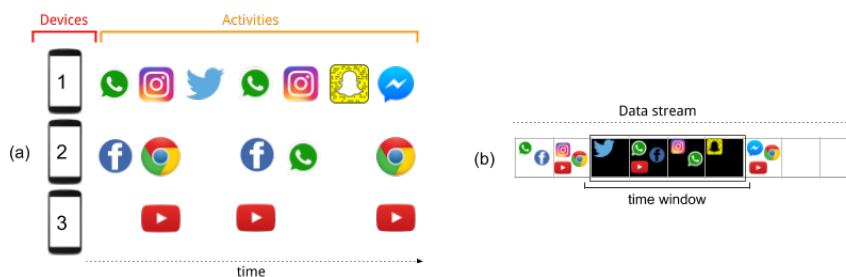 Devices
Activities
1
(a)
2
3
time
Data stream
(b)
time window